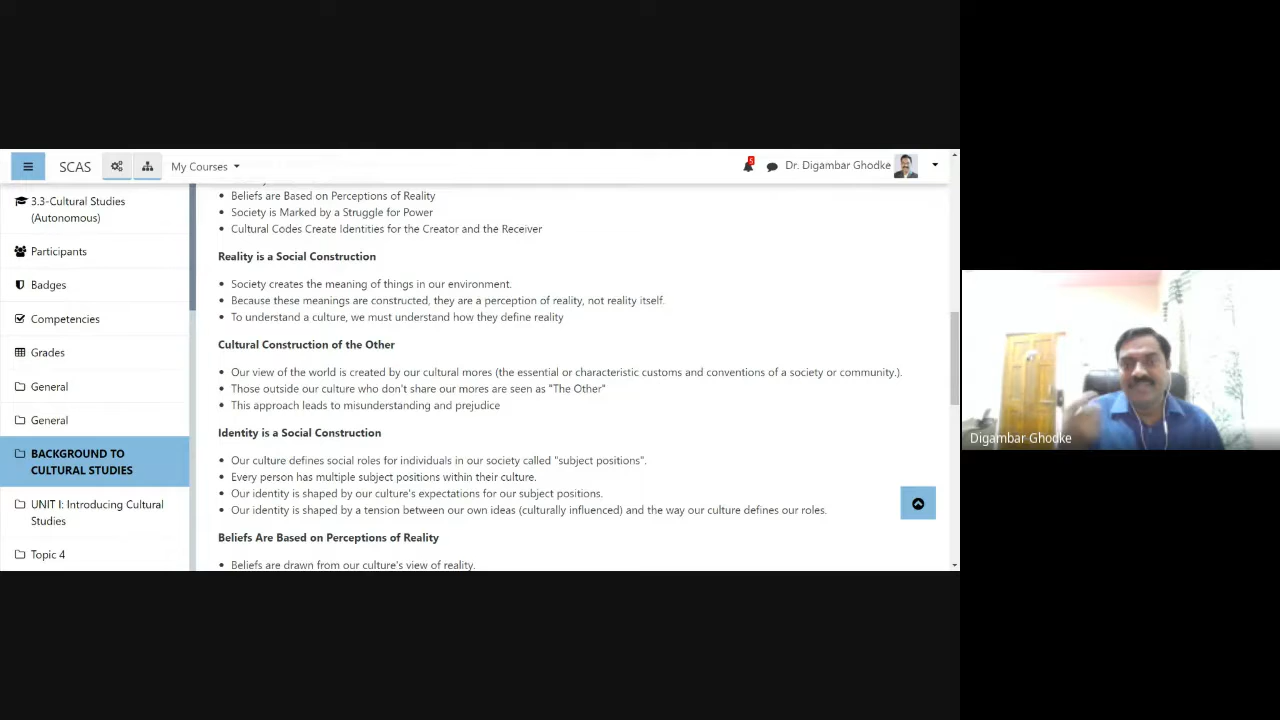 SCAS
My Courses
5
Dr. Digambar Ghodke
3.3-Cultural Studies
(Autonomous)
Participants
Badges
Competencies
Grades
General
General
BACKGROUND TO
CULTURAL STUDIES
UNIT I: Introducing Cultural
Studies
Topic 4
Beliefs are Based on Perceptions of Reality
Society is Marked by a Struggle for Power
Cultural Codes Create Identities for the Creator and the Receiver
Reality is a Social Construction
Society creates the meaning of things in our environment.
Because these meanings are constructed, they are a perception of reality, not reality itself.
To understand a culture, we must understand how they define reality
Cultural Construction of the Other
Our view of the world is created by our cultural mores (the essential or characteristic customs and conventions of a society or community.).
Those outside our culture who don't share our mores are seen as "The Other"
This approach leads to misunderstanding and prejudice
Identity is a Social Construction
Our culture defines social roles for individuals in our society called "subject positions".
Every person has multiple subject positions within their culture.
Our identity is shaped by our culture's expectations for our subject positions.
Our identity is shaped by a tension between our own ideas (culturally influenced) and the way our culture defines our roles.
Beliefs Are Based on Perceptions of Reality
Beliefs are drawn from our culture's view of reality.
Digambar Ghodke